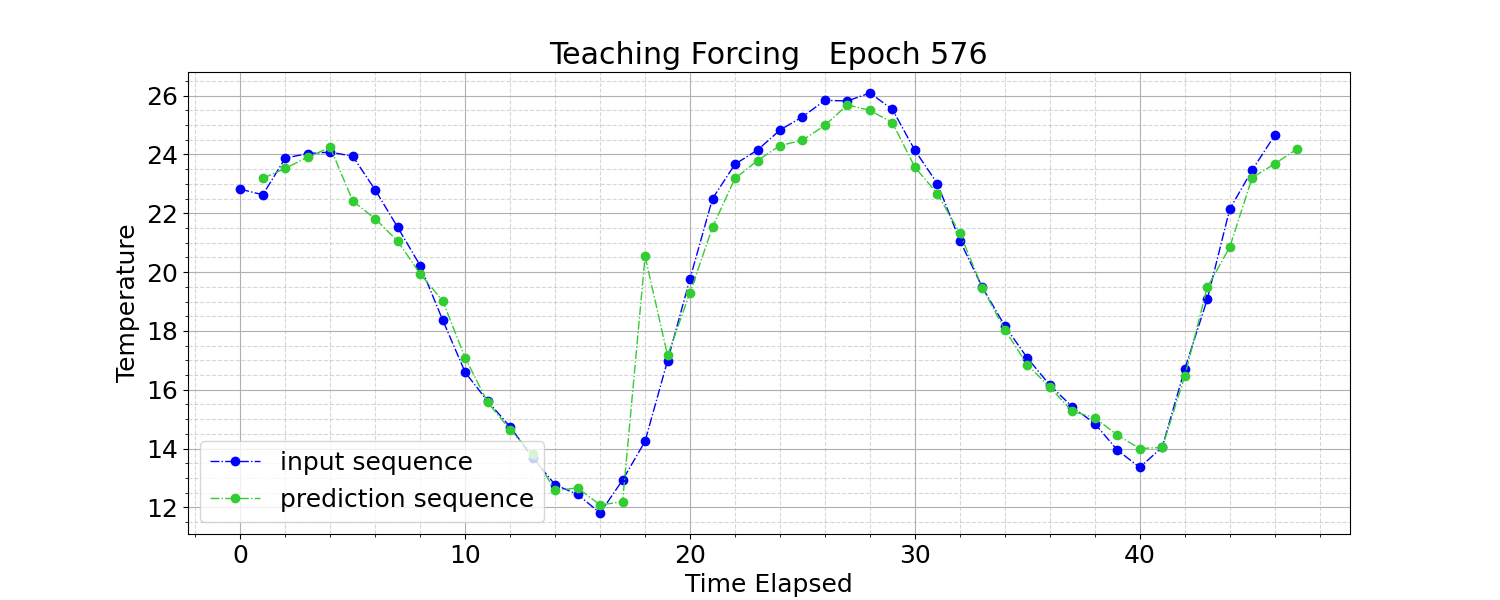 Teaching Forcing   Epoch 576
26
24
22
20
18
16
14
12
Temperature
input sequence
prediction sequence
0 10 20 30 40
Time Elapsed